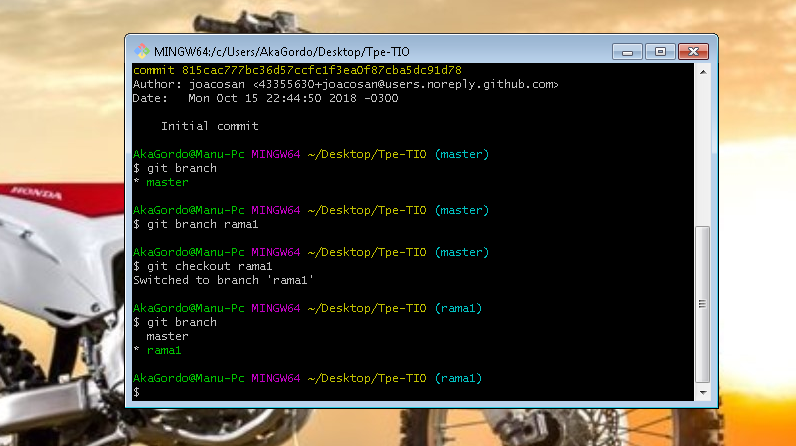 MINGW64:/c/Users/AkaGordo/Desktop/Tpe-TIO
commit 815cac777bc36d57ccfc1f3ea0f87cba5dc91d78
Author: joacosan <43355630+joacosan@users.noreply.github.com>
Date:   Mon Oct 15 22:44:50 2018 -0300
    Initial commit
AkaGordo@Manu-Pc MINGW64 ~/Desktop/Tpe-TIO (master)
$ git branch
* master
AkaGordo@Manu-Pc MINGW64 ~/Desktop/Tpe-TIO (master)
$ git branch rama1
AkaGordo@Manu-Pc MINGW64 ~/Desktop/Tpe-TIO (master)
$ git checkout rama1
Switched to branch 'rama1'
AkaGordo@Manu-Pc MINGW64 ~/Desktop/Tpe-TIO (rama1)
$ git branch
  master
* rama1
AkaGordo@Manu-Pc MINGW64 ~/Desktop/Tpe-TIO (rama1)
$
HONDA